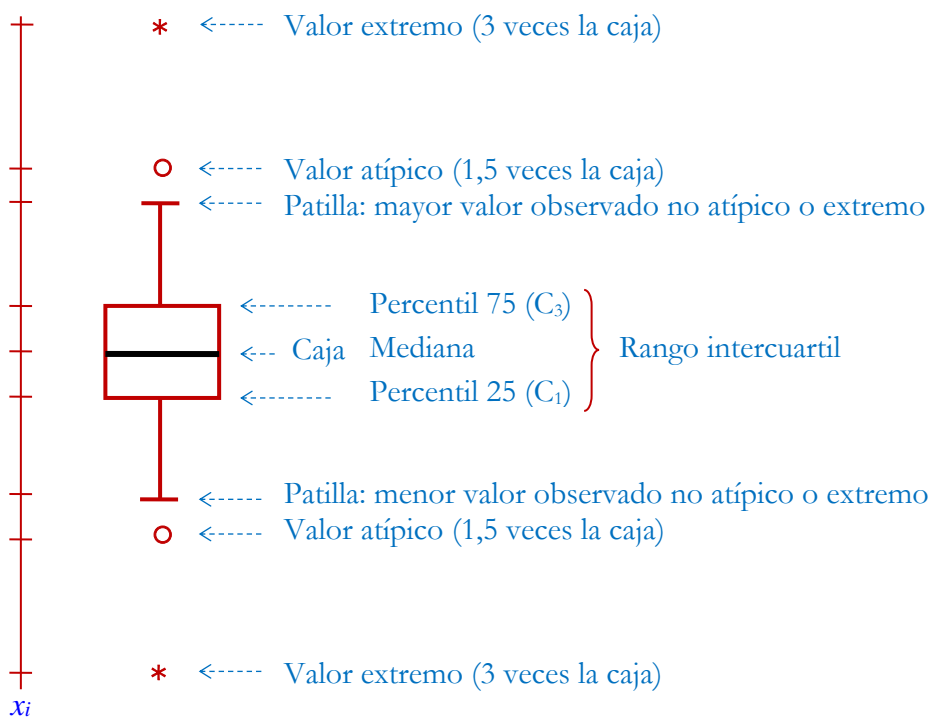 Valor extremo (3 veces la caja)
Valor atípico (1,5 veces la caja)
Patilla: mayor valor observado no atípico o extremo
Percentil 75 (C₃)
Caja Mediana Rango intercuartil
Percentil 25 (C₁)
Patilla: menor valor observado no atípico o extremo
Valor atípico (1,5 veces la caja)
Valor extremo (3 veces la caja)
xᵢ